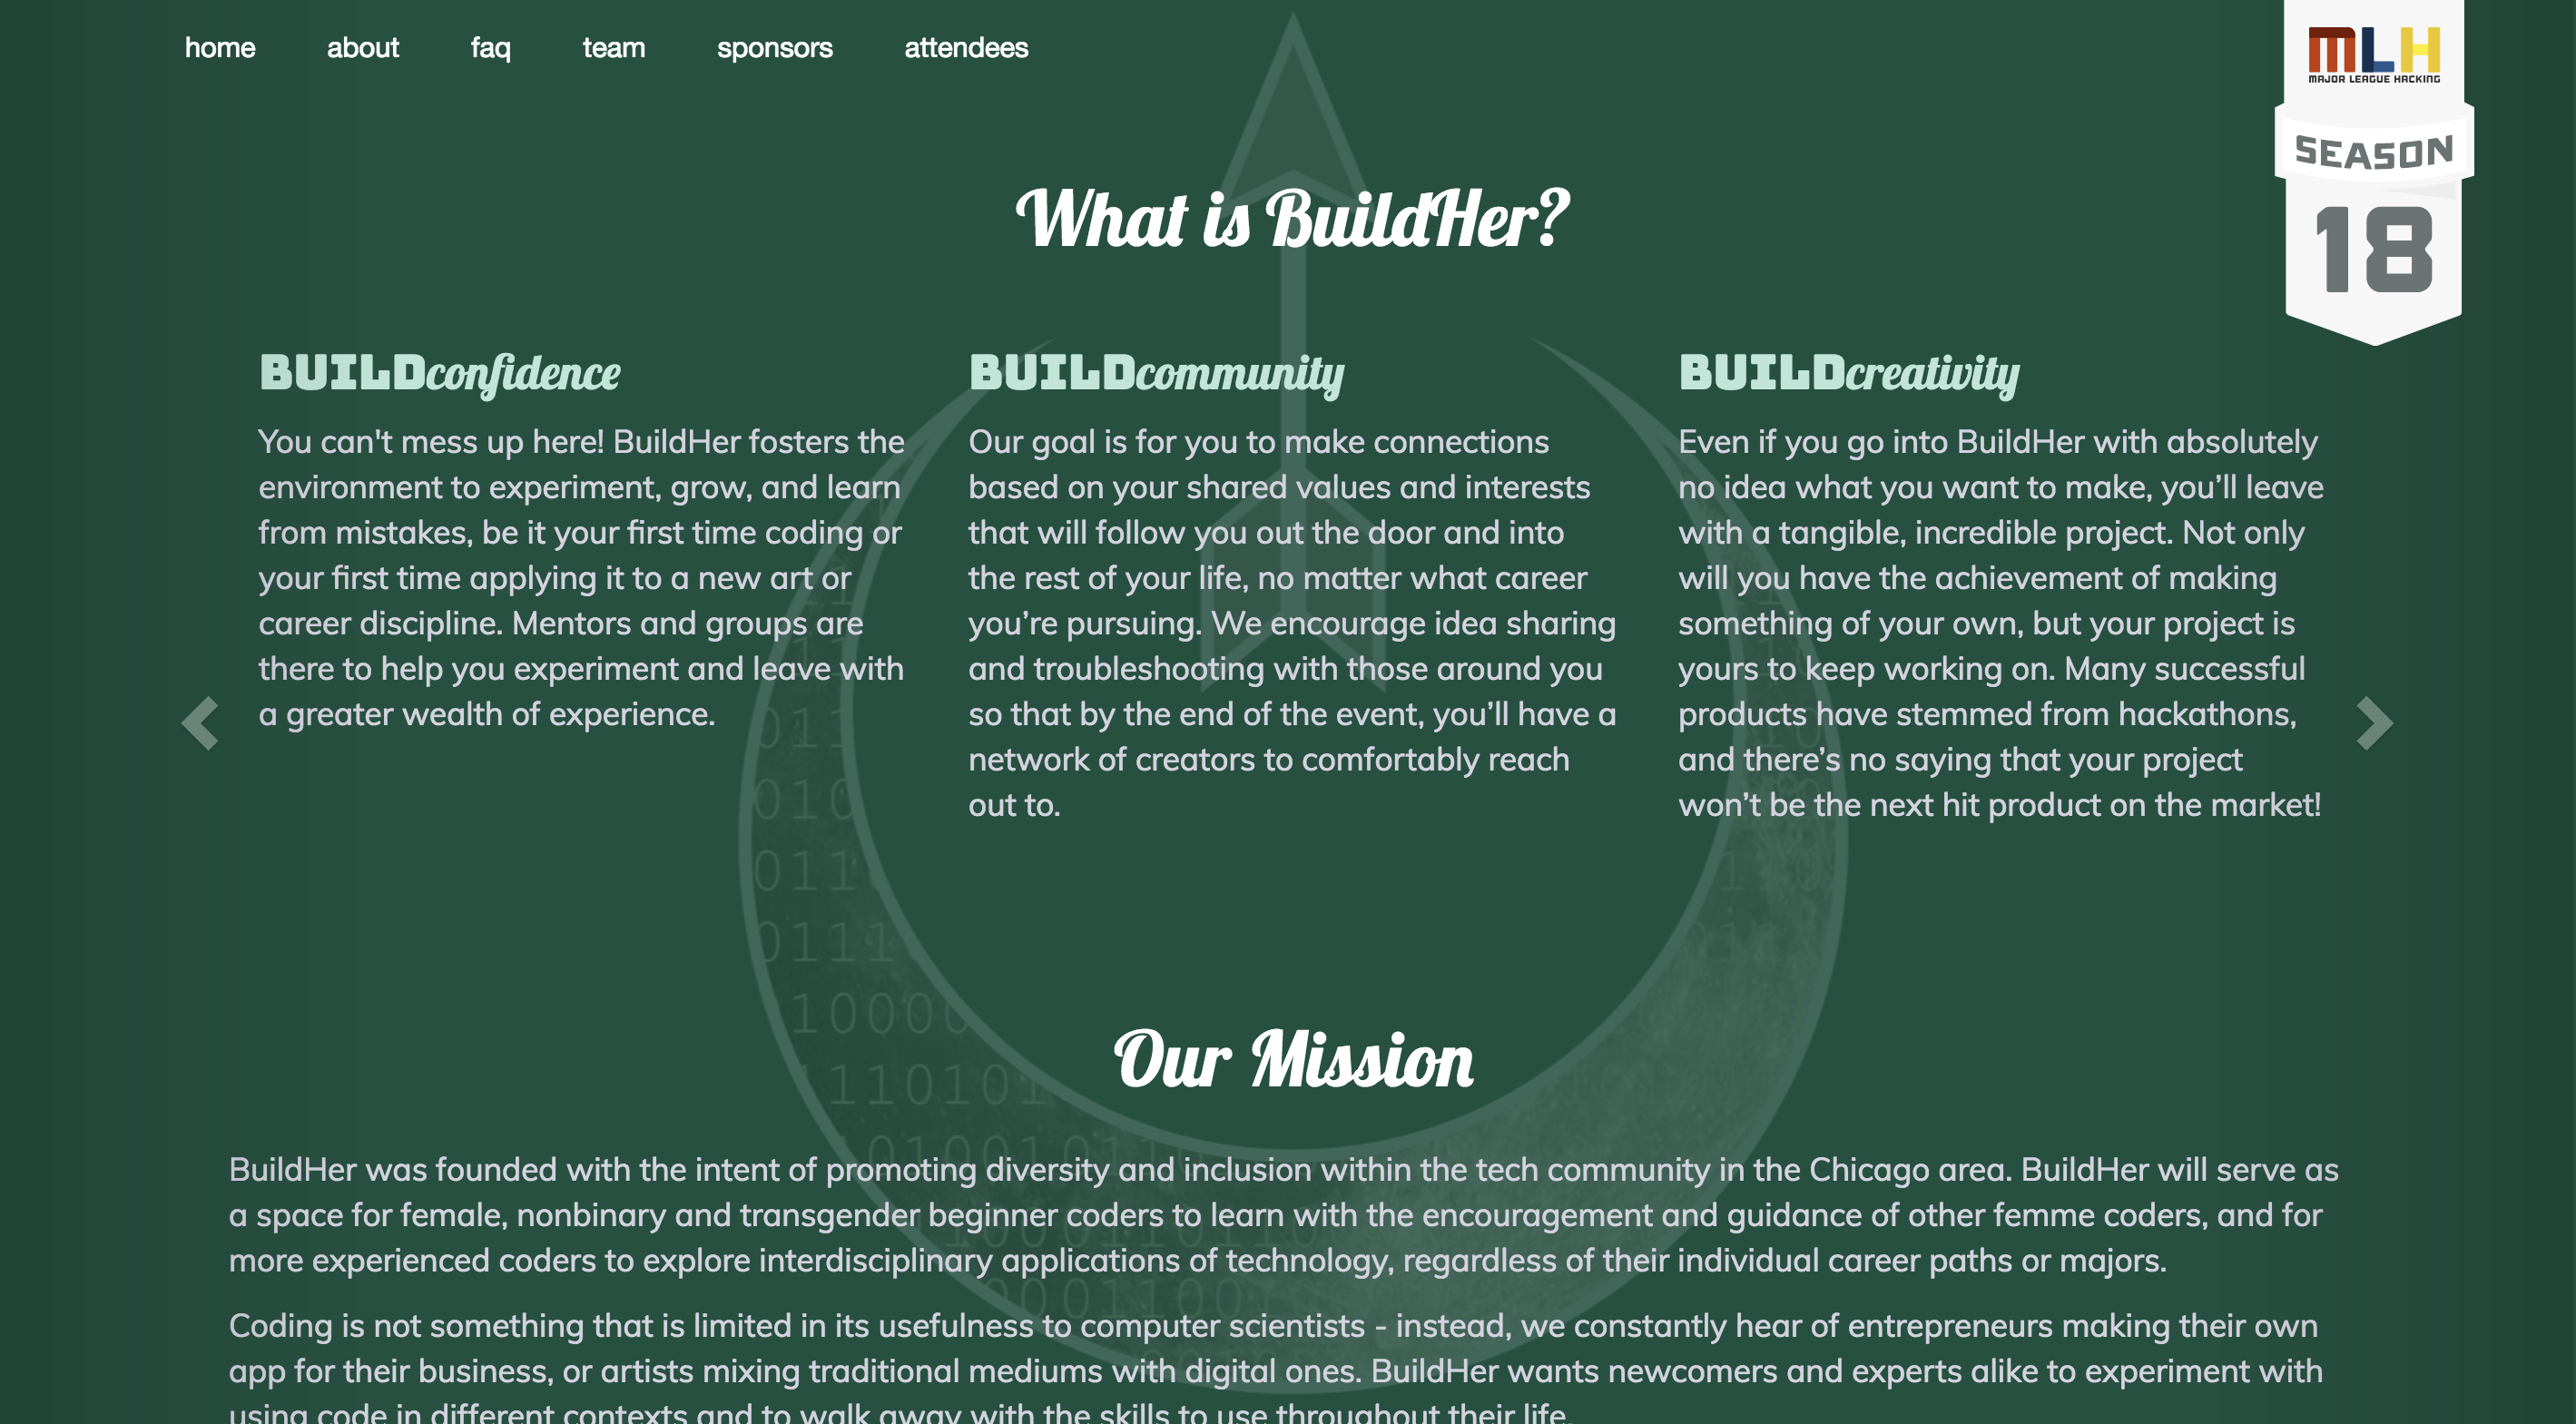 home about faq team sponsors attendees
MLH
MAJOR LEAGUE HACKING
SEASON
18
What is BuildHer?
BUILDconfidence
You can't mess up here! BuildHer fosters the
environment to experiment, grow, and learn
from mistakes, be it your first time coding or
your first time applying it to a new art or
career discipline. Mentors and groups are
there to help you experiment and leave with
a greater wealth of experience.
BUILDcommunity
Our goal is for you to make connections
based on your shared values and interests
that will follow you out the door and into
the rest of your life, no matter what career
you’re pursuing. We encourage idea sharing
and troubleshooting with those around you
so that by the end of the event, you’ll have a
network of creators to comfortably reach
out to.
BUILDcreativity
Even if you go into BuildHer with absolutely
no idea what you want to make, you’ll leave
with a tangible, incredible project. Not only
will you have the achievement of making
something of your own, but your project is
yours to keep working on. Many successful
products have stemmed from hackathons,
and there’s no saying that your project
won’t be the next hit product on the market!
Our Mission
BuildHer was founded with the intent of promoting diversity and inclusion within the tech community in the Chicago area. BuildHer will serve as
a space for female, nonbinary and transgender beginner coders to learn with the encouragement and guidance of other femme coders, and for
more experienced coders to explore interdisciplinary applications of technology, regardless of their individual career paths or majors.
Coding is not something that is limited in its usefulness to computer scientists - instead, we constantly hear of entrepreneurs making their own
app for their business, or artists mixing traditional mediums with digital ones. BuildHer wants newcomers and experts alike to experiment with
using code in different contexts and to walk away with the skills to use throughout their life.